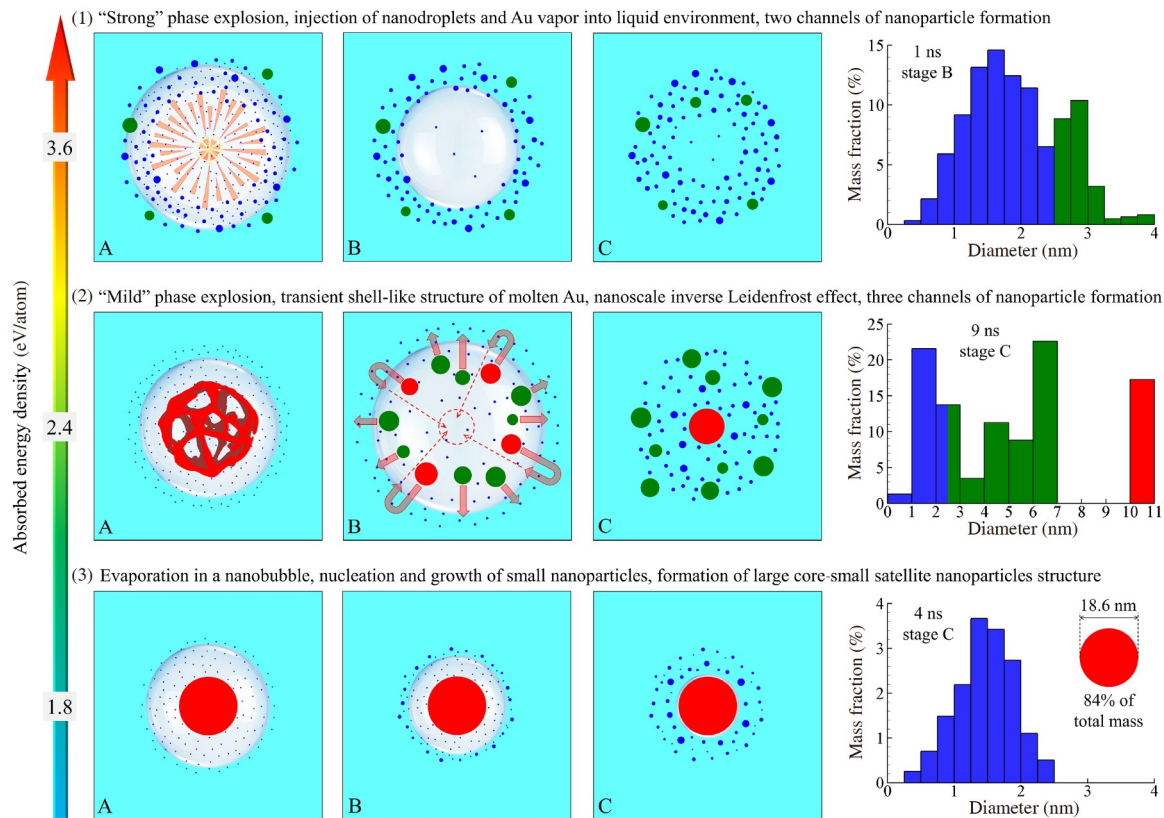 (1) “Strong” phase explosion, injection of nanodroplets and Au vapor into liquid environment, two channels of nanoparticle formation
Absorbed energy density (eV/atom)
3.6
2.4
1.8
A
B
C
1 ns
stage B
Mass fraction (%)
15
10
5
0
0 1 2 3 4
Diameter (nm)
(2) “Mild” phase explosion, transient shell-like structure of molten Au, nanoscale inverse Leidenfrost effect, three channels of nanoparticle formation
A
B
C
9 ns
stage C
Mass fraction (%)
25
20
15
10
5
0
0 1 2 3 4 5 6 7 8 9 10 11
Diameter (nm)
(3) Evaporation in a nanobubble, nucleation and growth of small nanoparticles, formation of large core-small satellite nanoparticles structure
A
B
C
4 ns
stage C
18.6 nm
84% of
total mass
Mass fraction (%)
4
3
2
1
0
0 1 2 3 4
Diameter (nm)